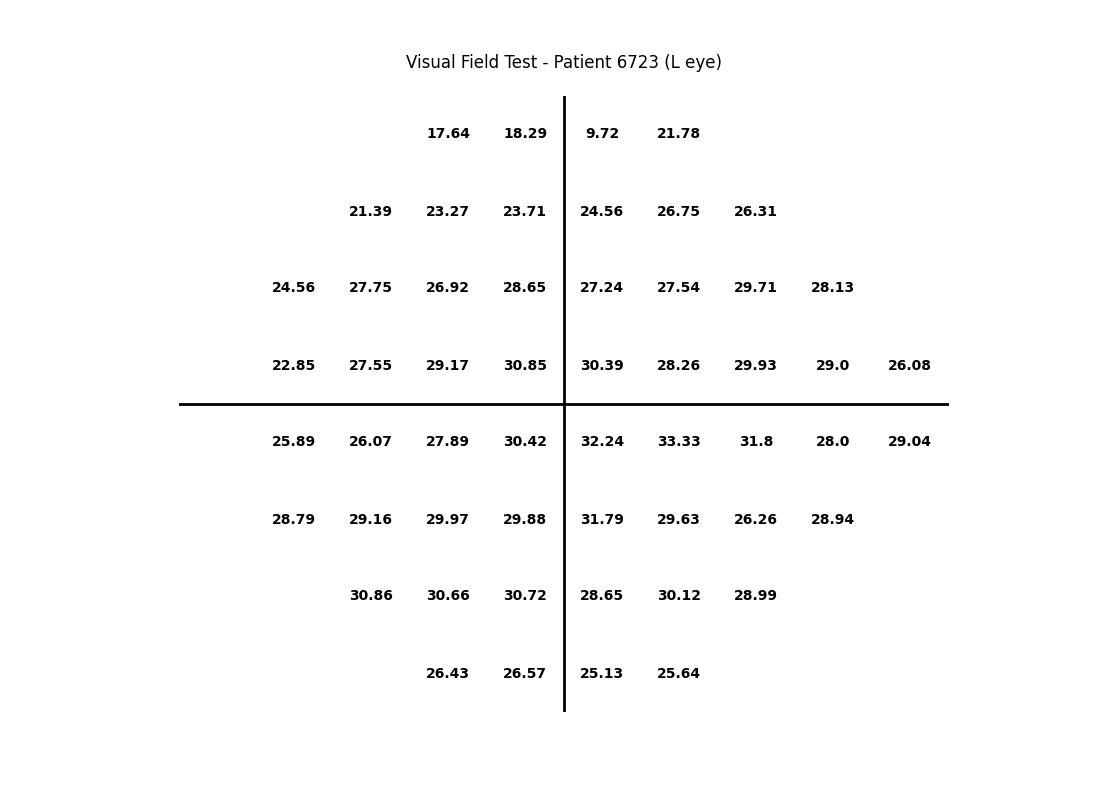 Visual Field Test - Patient 6723 (L eye)
17.64 18.29 9.72 21.78
21.39 23.27 23.71 24.56 26.75 26.31
24.56 27.75 26.92 28.65 27.24 27.54 29.71 28.13
22.85 27.55 29.17 30.85 30.39 28.26 29.93 29.0 26.08
25.89 26.07 27.89 30.42 32.24 33.33 31.8 28.0 29.04
28.79 29.16 29.97 29.88 31.79 29.63 26.26 28.94
30.86 30.66 30.72 28.65 30.12 28.99
26.43 26.57 25.13 25.64